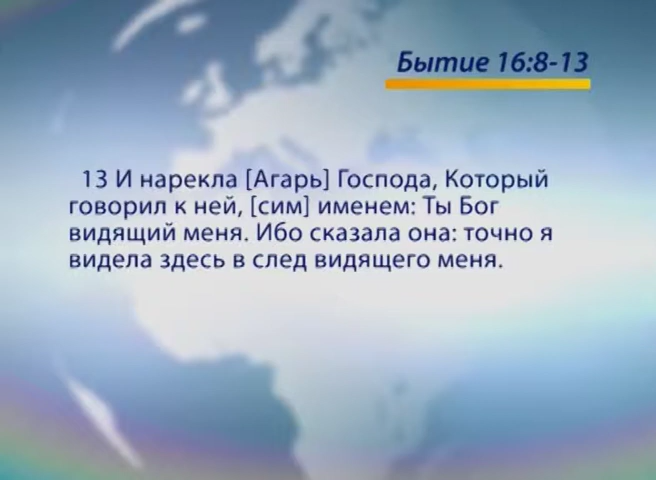 Бытие 16:8-13
13 И нарекла [Агарь] Господа, Который
говорил к ней, [сим] именем: Ты Бог
видящий меня. Ибо сказала она: точно я
видела здесь в след видящего меня.